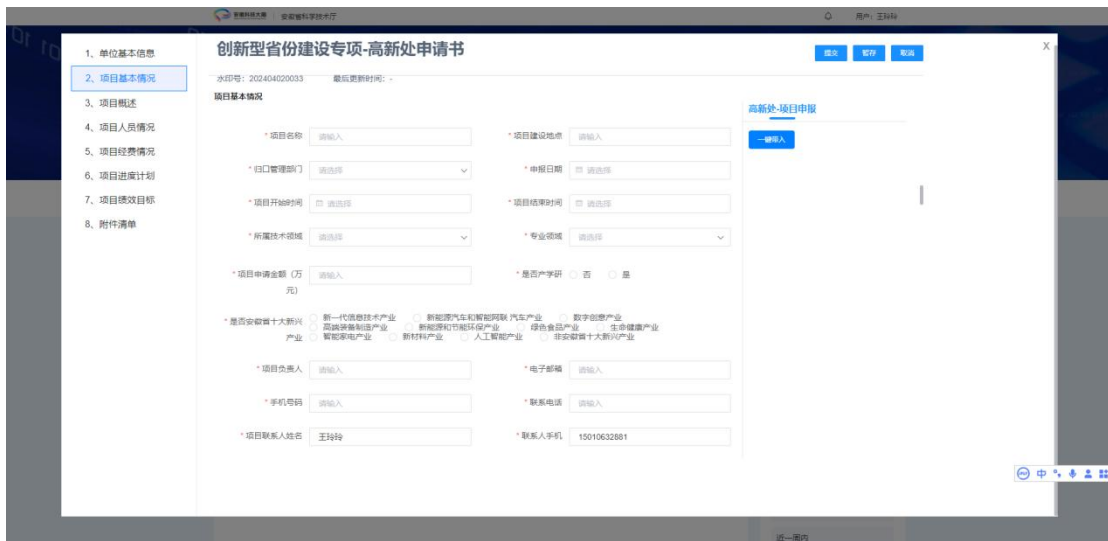 安徽科技大脑 安徽省科学技术厅 用户：王玲玲
创新型省份建设专项-高新处申请书
提交 暂存 取消 X
水印号：202404020033 最后更新时间：-
1、单位基本信息
2、项目基本情况
3、项目概述
4、项目人员情况
5、项目经费情况
6、项目进度计划
7、项目绩效目标
8、附件清单
项目基本情况
* 项目名称 请输入 * 项目建设地点 请输入
* 归口管理部门 请选择 * 申报日期 请选择
* 项目开始时间 请选择 * 项目结束时间 请选择
* 所属技术领域 请选择 * 专业领域 请选择
* 项目申请金额（万元） 请输入 * 是否产学研 否 是
* 是否安徽省十大新兴产业
新一代信息技术产业 新能源汽车和智能网联 汽车产业 数字创意产业
高端装备制造产业 新能源和节能环保产业 绿色食品产业 生命健康产业
智能家电产业 新材料产业 人工智能产业 非安徽省十大新兴产业
* 项目负责人 请输入 * 电子邮箱 请输入
* 手机号码 请输入 * 联系电话 请输入
* 项目联系人姓名 王玲玲 * 联系人手机 15010632881
高新处-项目申报
一键带入
中
近一周内